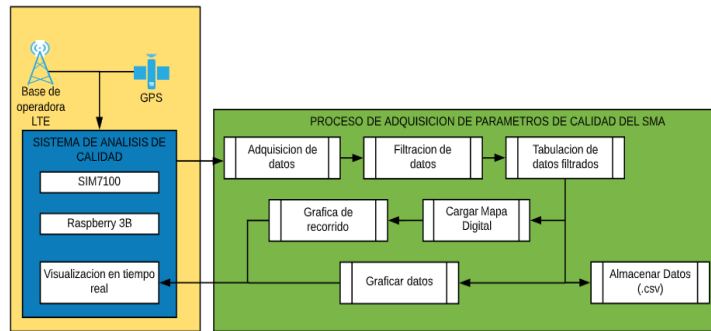 Base de
operadora
LTE
GPS
SISTEMA DE ANALISIS DE
CALIDAD
SIM7100
Raspberry 3B
Visualizacion en tiempo
real
PROCESO DE ADQUISICION DE PARAMETROS DE CALIDAD DEL SMA
Adquisicion de
datos
Filtracion de
datos
Tabulacion de
datos filtrados
Grafica de
recorrido
Cargar Mapa
Digital
Graficar datos
Almacenar Datos
(.csv)